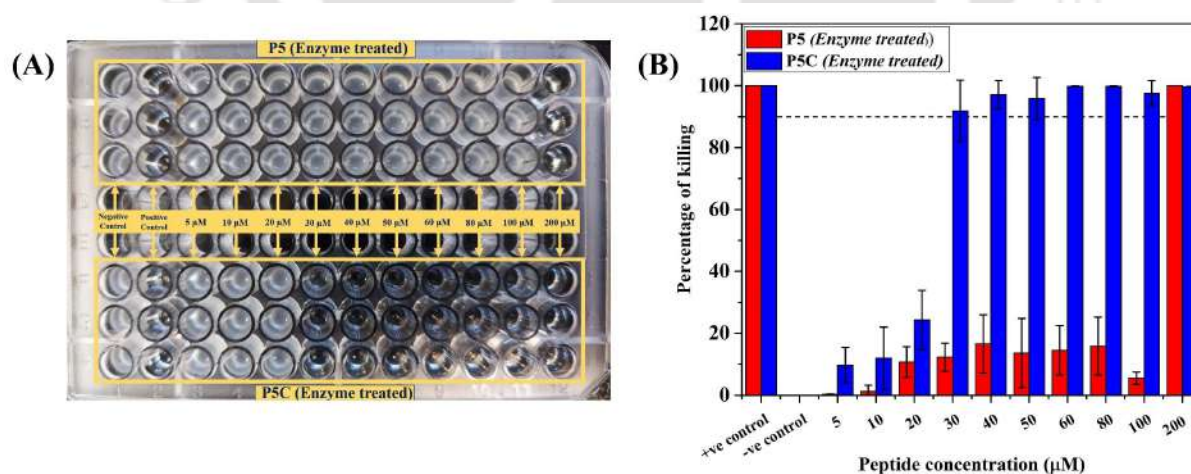 (A)
P5 (Enzyme treated)
Negative Control
Positive Control
5 µM
10 µM
20 µM
30 µM
40 µM
50 µM
60 µM
80 µM
100 µM
200 µM
P5C (Enzyme treated)
(B)
P5 (Enzyme treated))
P5C (Enzyme treated)
Percentage of killing
120
100
80
60
40
20
0
+ve control
-ve control
5
10
20
30
40
50
60
80
100
200
Peptide concentration (µM)